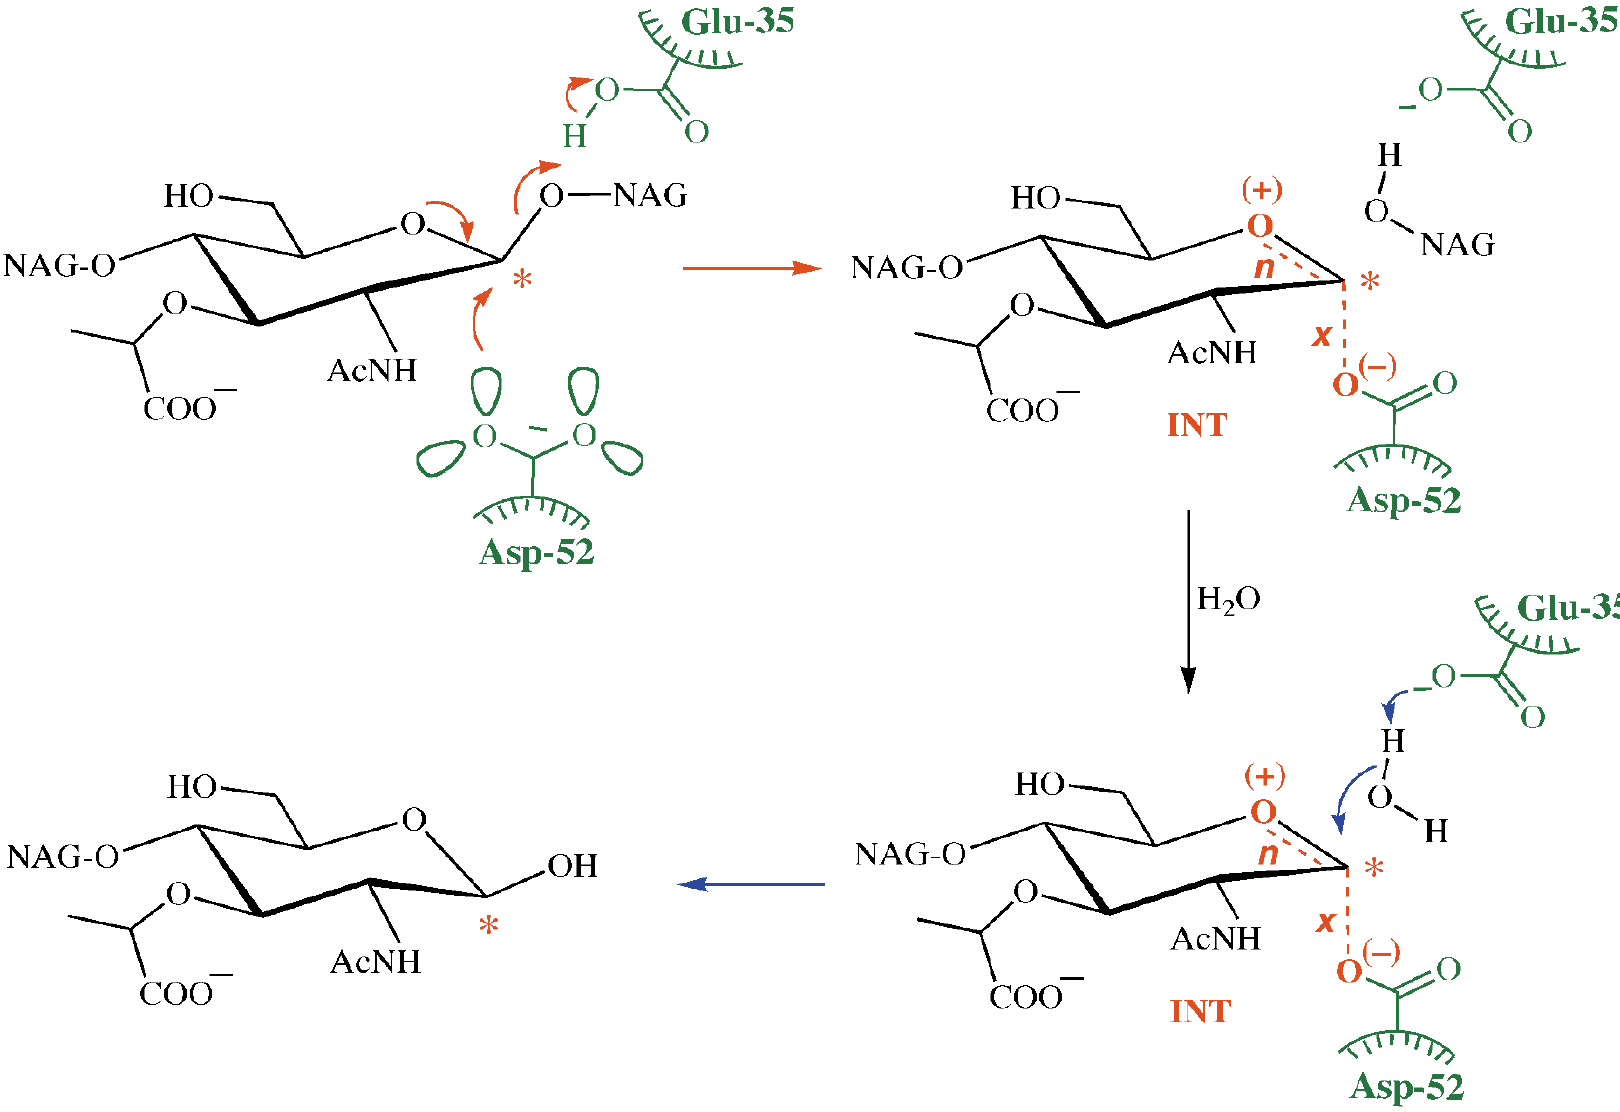 Glu-35
O
H
O
HO
O
O—NAG
NAG-O
*
O
AcNH
COO−
O − O
Asp-52
Glu-35
−O
O
H
O
NAG
HO
(+)
O
n
NAG-O
*
O
x
AcNH
COO−
O(−)
O
INT
Asp-52
H₂O
Glu-35
−O
O
H
O
H
HO
(+)
O
n
NAG-O
*
O
x
AcNH
COO−
O(−)
O
INT
Asp-52
HO
O
NAG-O
OH
O
*
AcNH
COO−